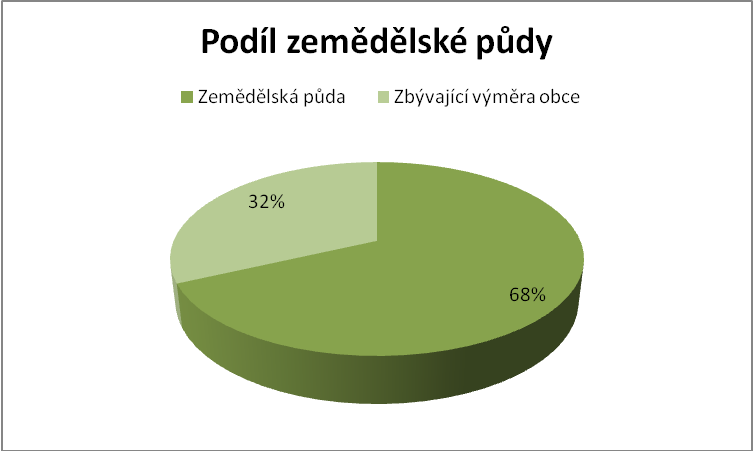 Podíl zemědělské půdy
Zemědělská půda Zbývající výměra obce
32%
68%